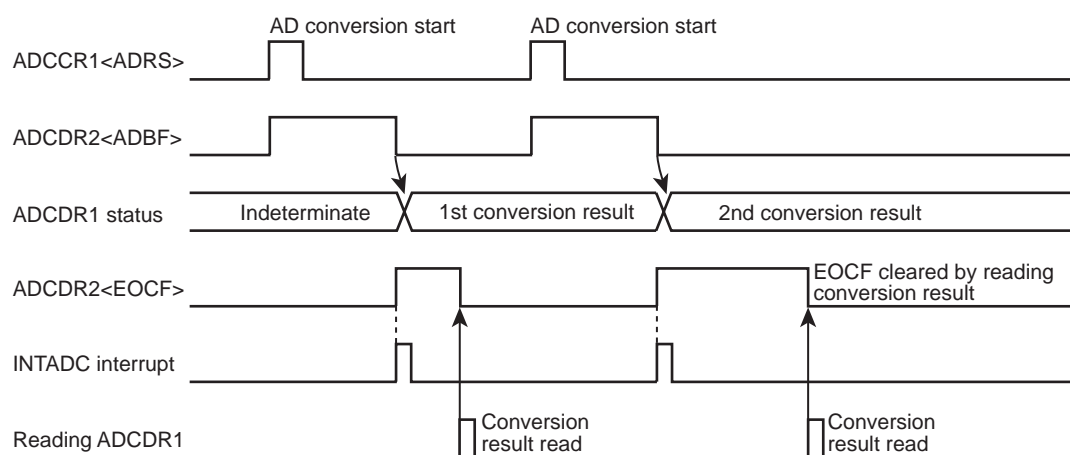 AD conversion start
AD conversion start
ADCCR1<ADRS>
ADCDR2<ADBF>
ADCDR1 status
Indeterminate
1st conversion result
2nd conversion result
ADCDR2<EOCF>
EOCF cleared by reading
conversion result
INTADC interrupt
Reading ADCDR1
Conversion
result read
Conversion
result read